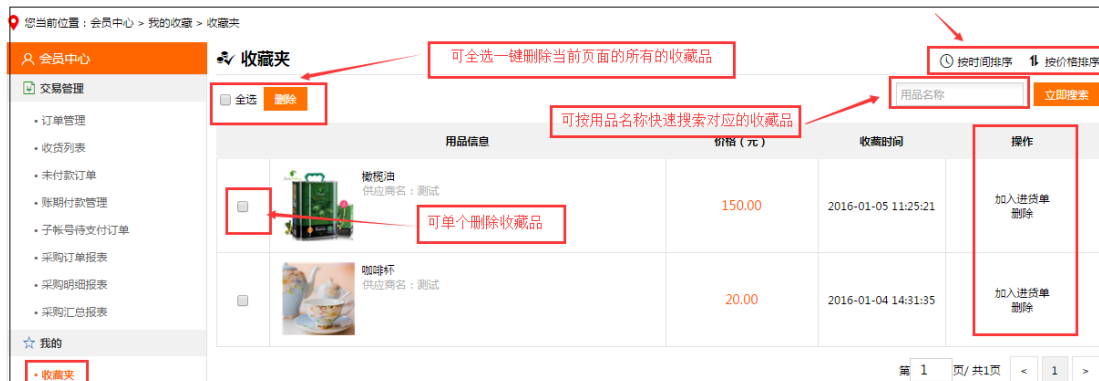 您当前位置：会员中心 > 我的收藏 > 收藏夹
会员中心
交易管理
• 订单管理
• 收货列表
• 未付款订单
• 账期付款管理
• 子帐号待支付订单
• 采购订单报表
• 采购明细报表
• 采购汇总报表
我的
• 收藏夹
收藏夹
可全选一键删除当前页面的所有的收藏品
按时间排序 按价格排序
全选 删除
用品名称 立即搜索
可按用品名称快速搜索对应的收藏品
用品信息 价格（元） 收藏时间 操作
橄榄油
供应商名：测试
150.00 2016-01-05 11:25:21 加入进货单
删除
可单个删除收藏品
咖啡杯
供应商名：测试
20.00 2016-01-04 14:31:35 加入进货单
删除
第 1 页/ 共1页 < 1 >